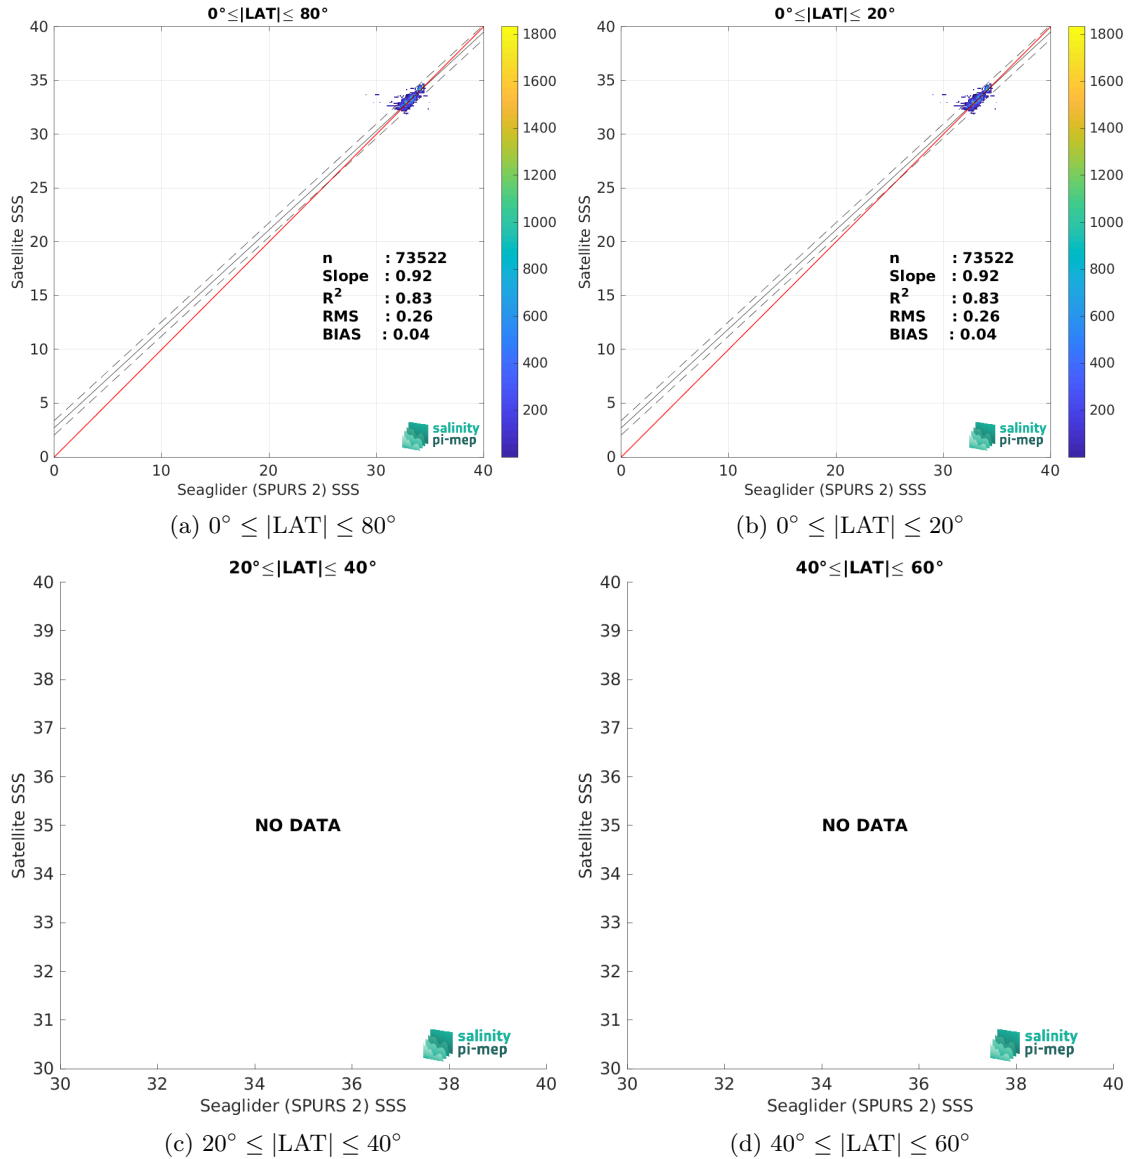 0°≤|LAT|≤ 80°
40
35
30
25
20
15
10
5
0
Satellite SSS
n : 73522
Slope : 0.92
R² : 0.83
RMS : 0.26
BIAS : 0.04
salinity
pi-mep
0 10 20 30 40
Seaglider (SPURS 2) SSS
1800
1600
1400
1200
1000
800
600
400
200
(a) 0° ≤ |LAT| ≤ 80°
0°≤|LAT|≤ 20°
40
35
30
25
20
15
10
5
0
Satellite SSS
n : 73522
Slope : 0.92
R² : 0.83
RMS : 0.26
BIAS : 0.04
salinity
pi-mep
0 10 20 30 40
Seaglider (SPURS 2) SSS
1800
1600
1400
1200
1000
800
600
400
200
(b) 0° ≤ |LAT| ≤ 20°
20°≤|LAT|≤ 40°
40
39
38
37
36
35
34
33
32
31
30
Satellite SSS
NO DATA
salinity
pi-mep
30 32 34 36 38 40
Seaglider (SPURS 2) SSS
(c) 20° ≤ |LAT| ≤ 40°
40°≤|LAT|≤ 60°
40
39
38
37
36
35
34
33
32
31
30
Satellite SSS
NO DATA
salinity
pi-mep
30 32 34 36 38 40
Seaglider (SPURS 2) SSS
(d) 40° ≤ |LAT| ≤ 60°